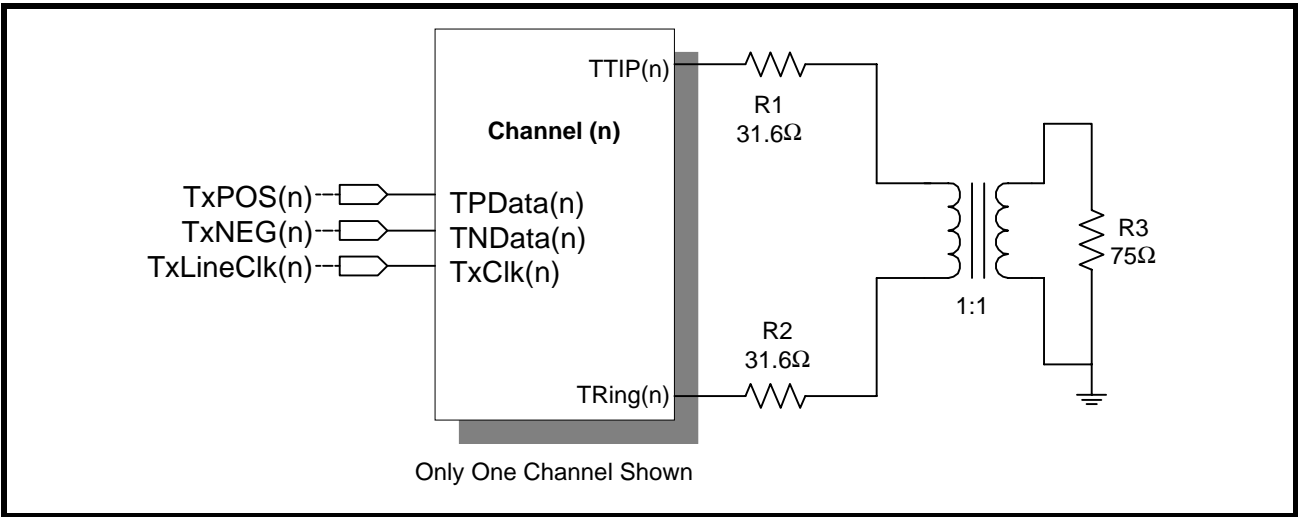 TTIP(n)
R1
31.6Ω
Channel (n)
TxPOS(n)
TPData(n)
TxNEG(n)
TNData(n)
TxLineClk(n)
TxClk(n)
R3
75Ω
1:1
R2
31.6Ω
TRing(n)
Only One Channel Shown